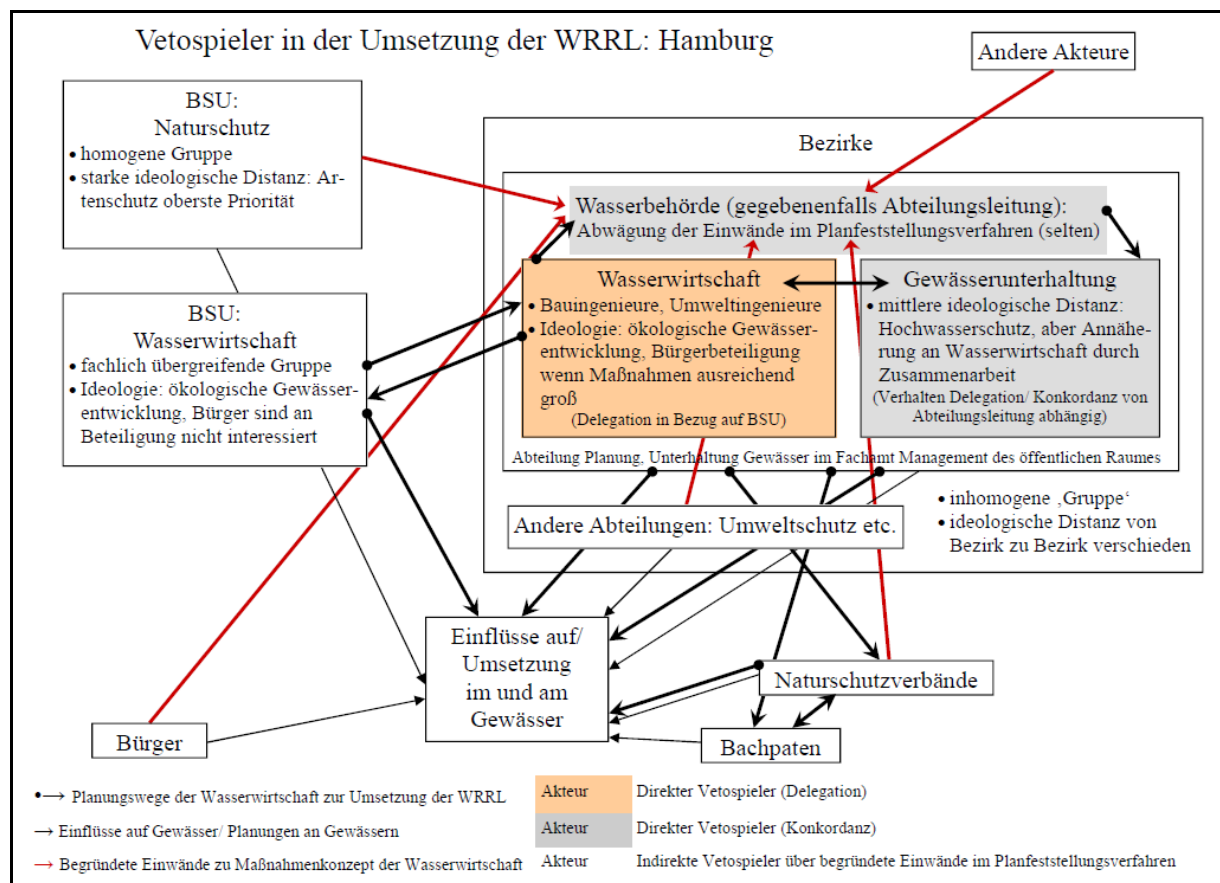 Vetospieler in der Umsetzung der WRRL: Hamburg
Andere Akteure
BSU:
Naturschutz
• homogene Gruppe
• starke ideologische Distanz: Ar-
tenschutz oberste Priorität
Bezirke
Wasserbehörde (gegebenenfalls Abteilungsleitung):
Abwägung der Einwände im Planfeststellungsverfahren (selten)
BSU:
Wasserwirtschaft
• fachlich übergreifende Gruppe
• Ideologie: ökologische Gewässer-
entwicklung, Bürger sind an
Beteiligung nicht interessiert
Wasserwirtschaft
• Bauingenieure, Umweltingenieure
• Ideologie: ökologische Gewässer-
entwicklung, Bürgerbeteiligung
wenn Maßnahmen ausreichend
groß
(Delegation in Bezug auf BSU)
Gewässerunterhaltung
• mittlere ideologische Distanz:
Hochwasserschutz, aber Annähe-
rung an Wasserwirtschaft durch
Zusammenarbeit
(Verhalten Delegation/ Konkordanz von
Abteilungsleitung abhängig)
Abteilung Planung, Unterhaltung Gewässer im Fachamt Management des öffentlichen Raumes
Andere Abteilungen: Umweltschutz etc.
• inhomogene ‚Gruppe‘
• ideologische Distanz von
Bezirk zu Bezirk verschieden
Einflüsse auf/
Umsetzung
im und am
Gewässer
Naturschutzverbände
Bürger
Bachpaten
•→ Planungswege der Wasserwirtschaft zur Umsetzung der WRRL
→ Einflüsse auf Gewässer/ Planungen an Gewässern
→ Begründete Einwände zu Maßnahmenkonzept der Wasserwirtschaft
Akteur Direkter Vetospieler (Delegation)
Akteur Direkter Vetospieler (Konkordanz)
Akteur Indirekte Vetospieler über begründete Einwände im Planfeststellungsverfahren